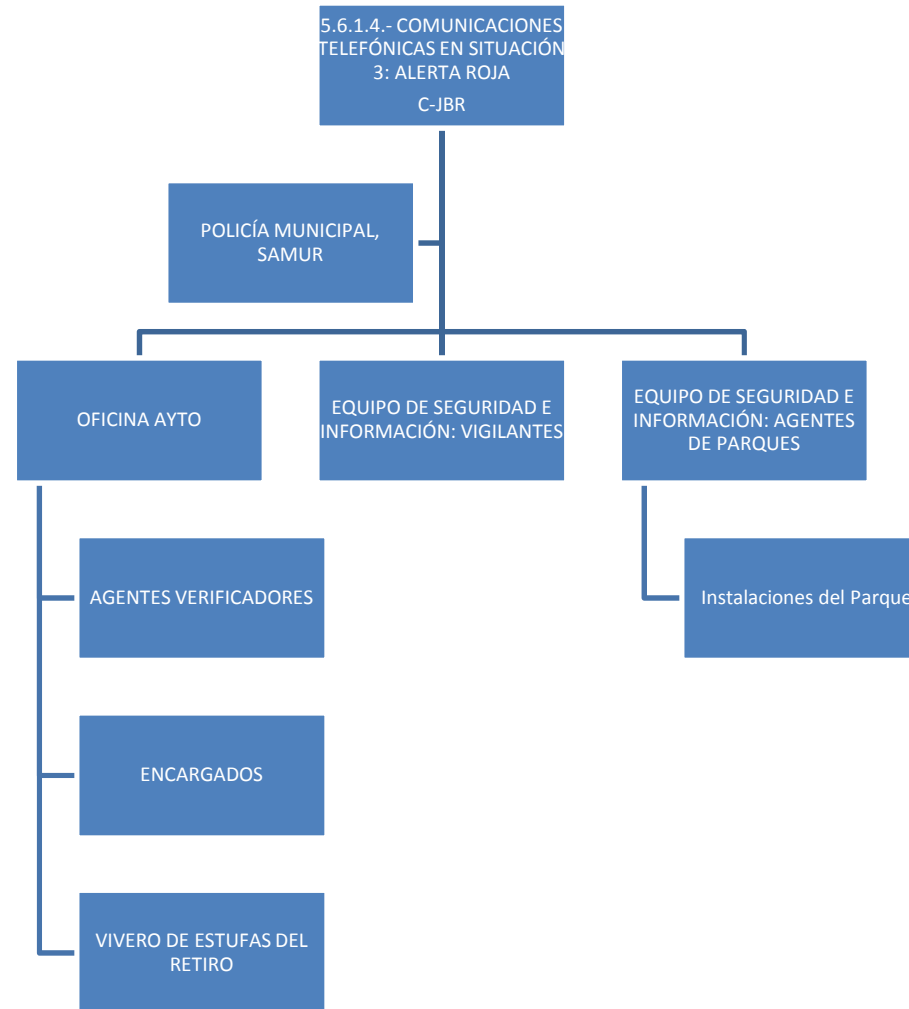 5.6.1.4.- COMUNICACIONES
TELEFÓNICAS EN SITUACIÓN
3: ALERTA ROJA
C-JBR
POLICÍA MUNICIPAL,
SAMUR
OFICINA AYTO
EQUIPO DE SEGURIDAD E
INFORMACIÓN: VIGILANTES
EQUIPO DE SEGURIDAD E
INFORMACIÓN: AGENTES
DE PARQUES
AGENTES VERIFICADORES
Instalaciones del Parque
ENCARGADOS
VIVERO DE ESTUFAS DEL
RETIRO